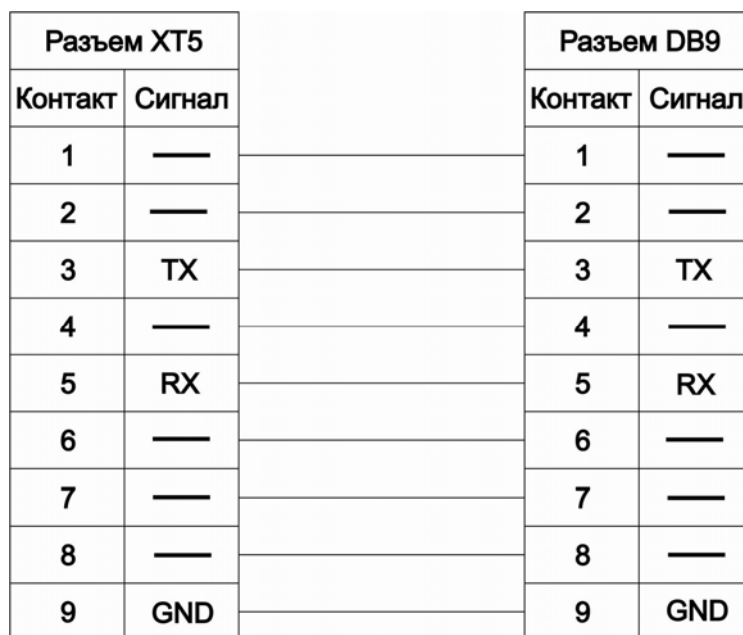 Разъем XT5 Разъем DB9
Контакт Сигнал Контакт Сигнал
1 — 1 —
2 — 2 —
3 TX 3 TX
4 — 4 —
5 RX 5 RX
6 — 6 —
7 — 7 —
8 — 8 —
9 GND 9 GND